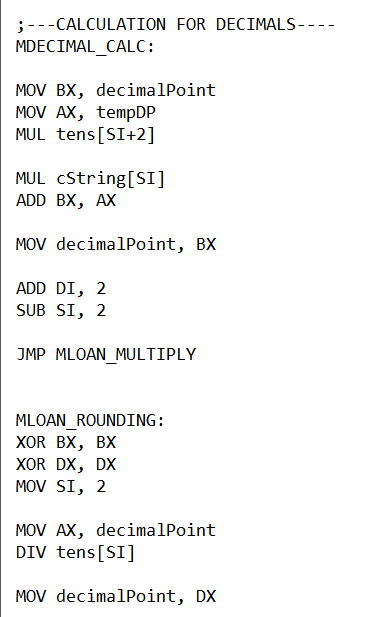 ;---CALCULATION FOR DECIMALS----
MDECIMAL_CALC:
MOV BX, decimalPoint
MOV AX, tempDP
MUL tens[SI+2]
MUL cString[SI]
ADD BX, AX
MOV decimalPoint, BX
ADD DI, 2
SUB SI, 2
JMP MLOAN_MULTIPLY
MLOAN_ROUNDING:
XOR BX, BX
XOR DX, DX
MOV SI, 2
MOV AX, decimalPoint
DIV tens[SI]
MOV decimalPoint, DX